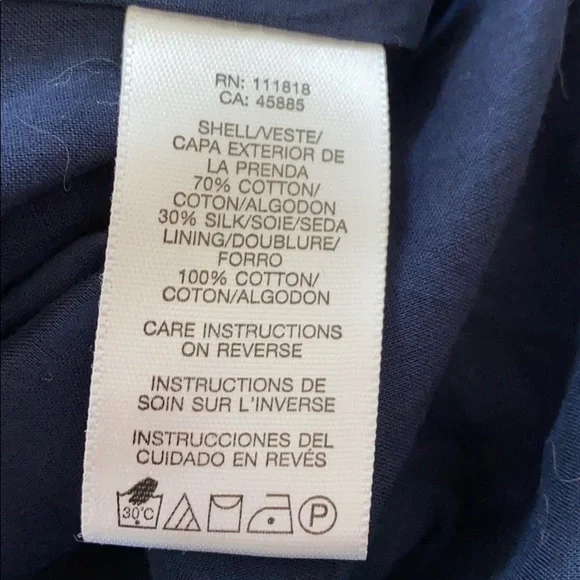 RN: 111818
CA: 45885
SHELL/VESTE/
CAPA EXTERIOR DE
LA PRENDA
70% COTTON/
COTON/ALGODON
30% SILK/SOIE/SEDA
LINING/DOUBLURE/
FORRO
100% COTTON/
COTON/ALGODON
CARE INSTRUCTIONS
ON REVERSE
INSTRUCTIONS DE
SOIN SUR L'INVERSE
INSTRUCCIONES DEL
CUIDADO EN REVÉS
30°C P